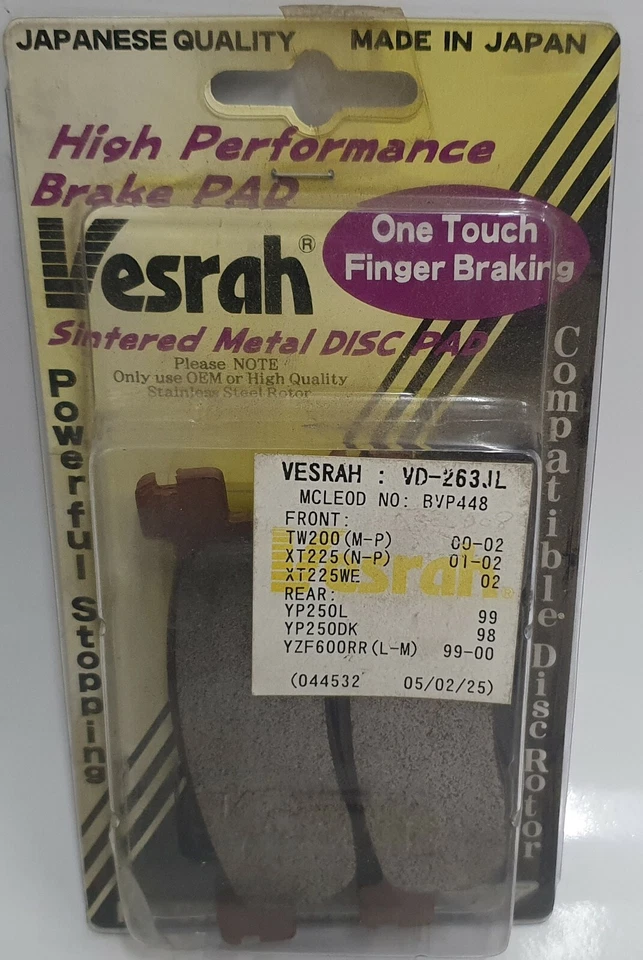 JAPANESE QUALITY MADE IN JAPAN
High Performance
Brake PAD
Vesrah®
One Touch
Finger Braking
Sintered Metal DISC PAD
Please NOTE
Only use OEM or High Quality
Stainless Steel Rotor
Powerful Stopping
Compatible Disc Rotor
VESRAH : VD-263JL
MCLEOD NO: BVP448
FRONT:
TW200(M-P) 00-02
XT225(N-P) 01-02
XT225WE 02
Vesrah®
REAR:
YP250L 99
YP250DK 98
YZF600RR(L-M) 99-00
(044532 05/02/25)